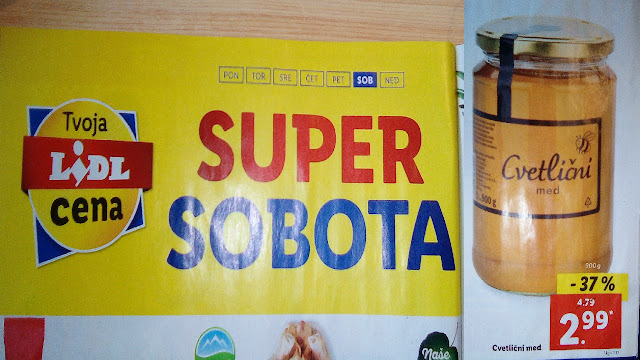 PON TOR SRE ČET PET SOB NED
Tvoja
LIDL
cena
SUPER
SOBOTA
Naše
Cvetlični
med
900 g
900 g
- 37 %
4.79
2.99*
Cvetlični med